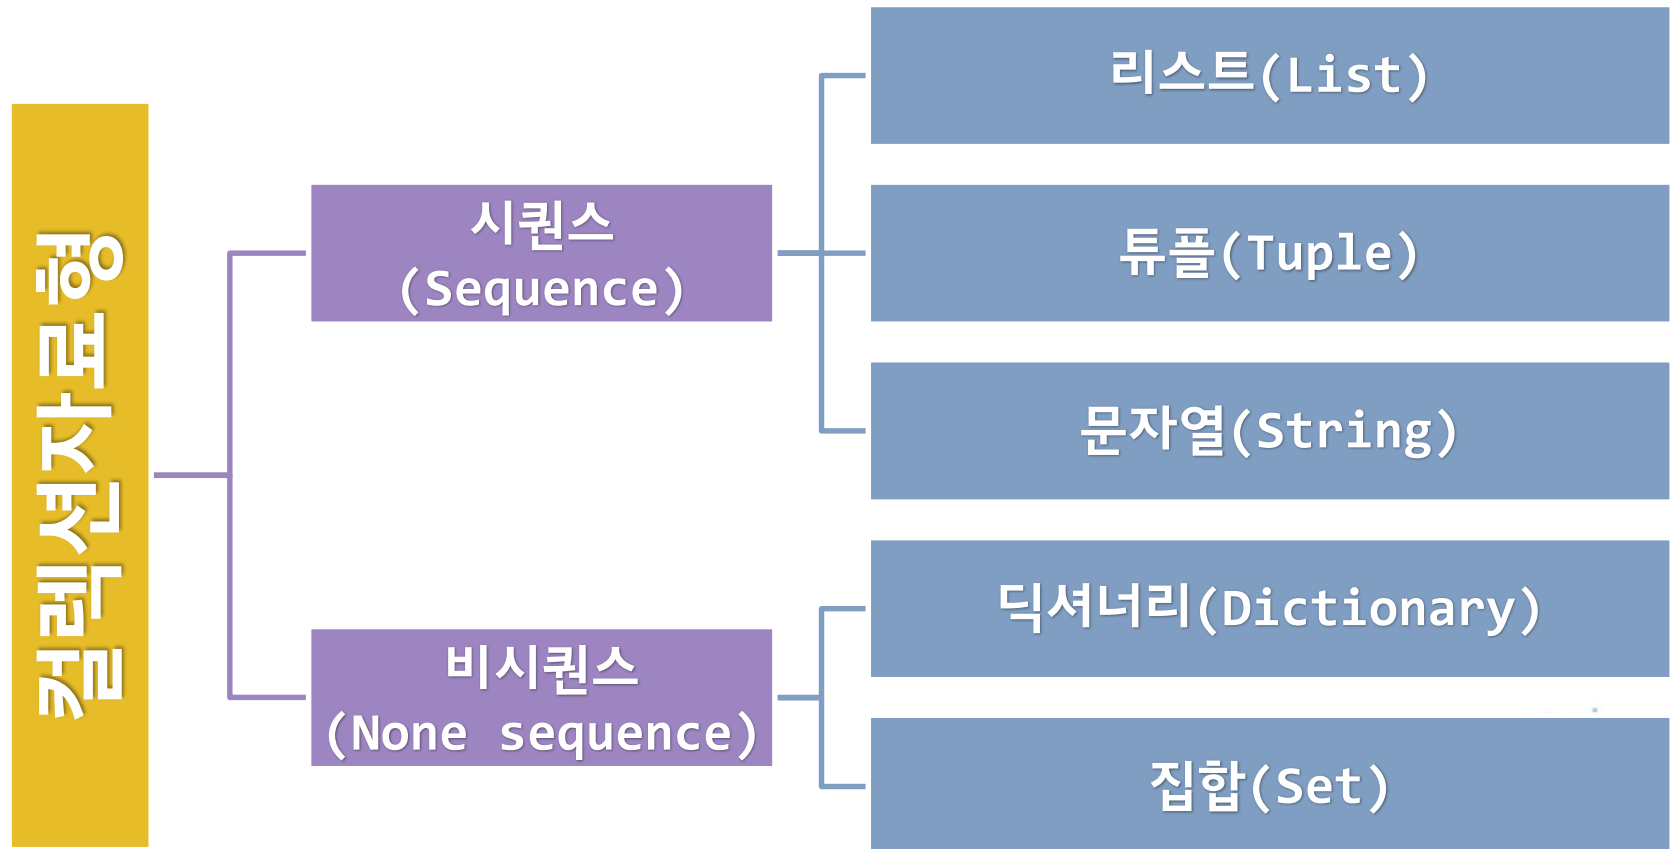 컬렉션자료형
시퀀스
(Sequence)
비시퀀스
(None sequence)
리스트(List)
튜플(Tuple)
문자열(String)
딕셔너리(Dictionary)
집합(Set)